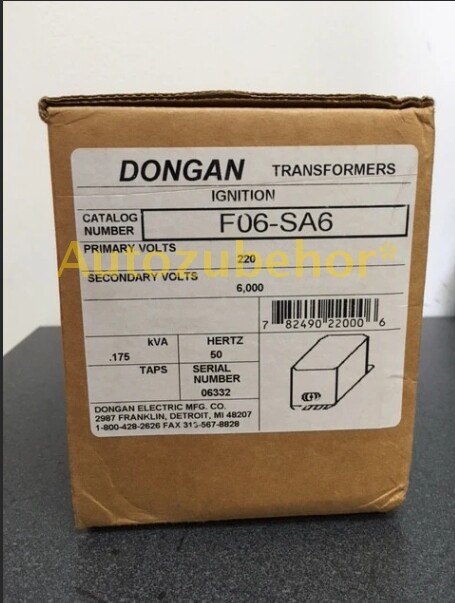 DONGAN TRANSFORMERS
IGNITION
CATALOG NUMBER F06-SA6
PRIMARY VOLTS
220
Autozubehor*
SECONDARY VOLTS
6,000
7 82490 22000 6
kVA HERTZ
.175 50
TAPS SERIAL NUMBER
06332
DONGAN ELECTRIC MFG. CO.
2987 FRANKLIN, DETROIT, MI 48207
1-800-428-2626 FAX 313-567-8828